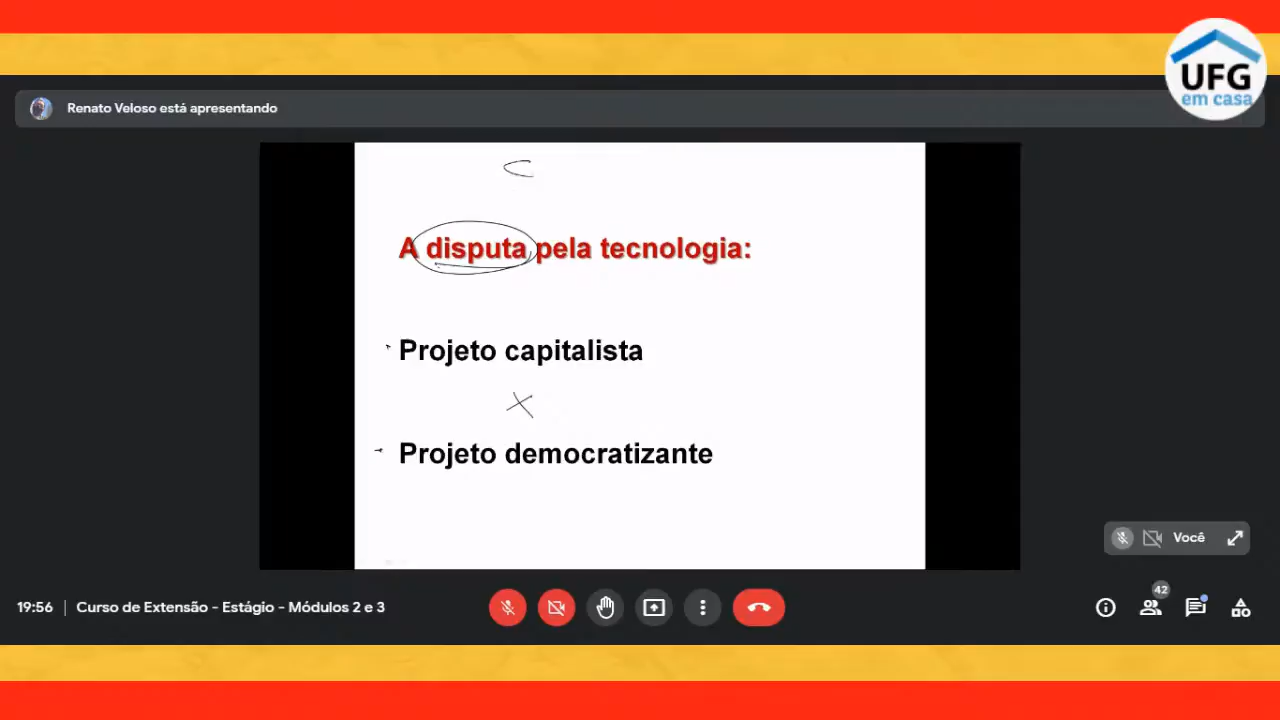 UFG
em casa
Renato Veloso está apresentando
A disputa pela tecnologia:
Projeto capitalista
X
Projeto democratizante
Você
19:56 | Curso de Extensão - Estágio - Módulos 2 e 3
42